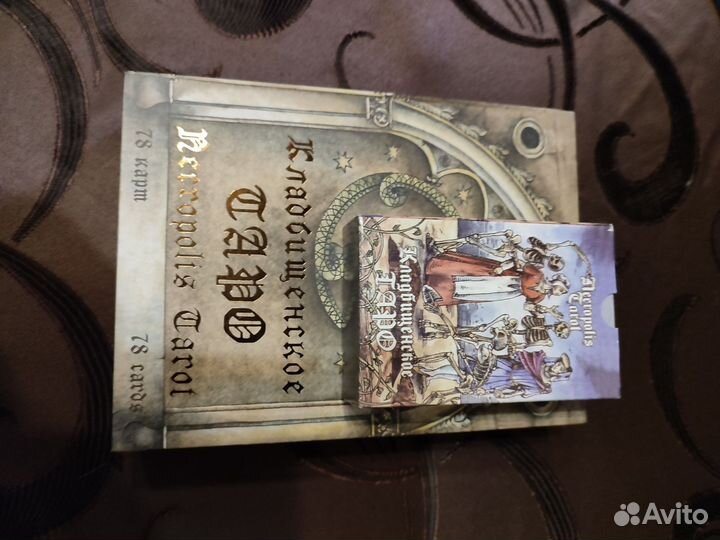 Кладбищенское
ТАРО
Necropolis Tarot
78 карт
78 cards
Necropolis
Tarot
Кладбищенское
ТАРО
Avito